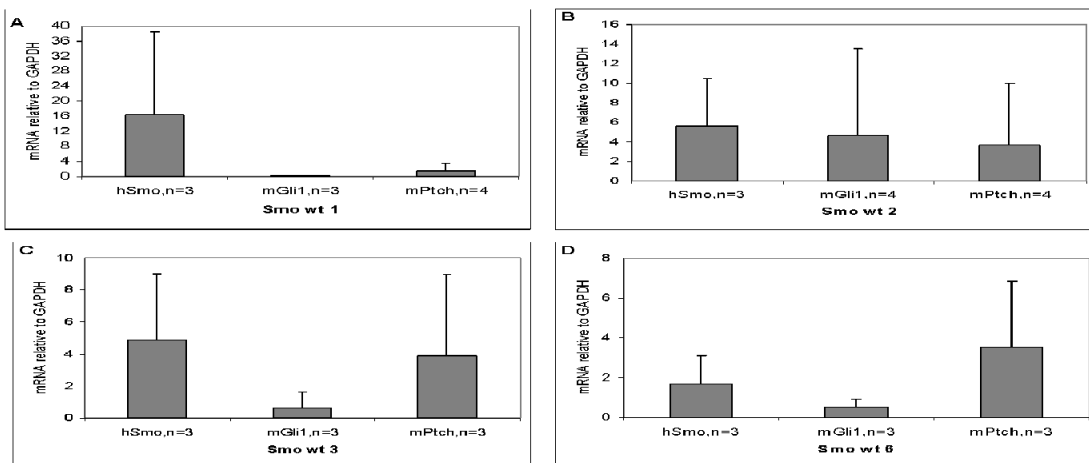 A
mRNA relative to GAPDH
40
36
32
28
24
20
16
12
8
4
0
hSmo,n=3 mGli1,n=3 mPtch,n=4
Smo wt 1
B
mRNA relative to GAPDH
16
14
12
10
8
6
4
2
0
hSmo,n=3 mGli1,n=4 mPtch,n=4
Smo wt 2
C
mRNA relative to GAPDH
10
8
6
4
2
0
hSmo,n=3 mGli1,n=3 mPtch,n=3
Smo wt 3
D
mRNA relative to GAPDH
8
6
4
2
0
hSmo,n=3 mGli1,n=3 mPtch,n=3
Smo wt 6